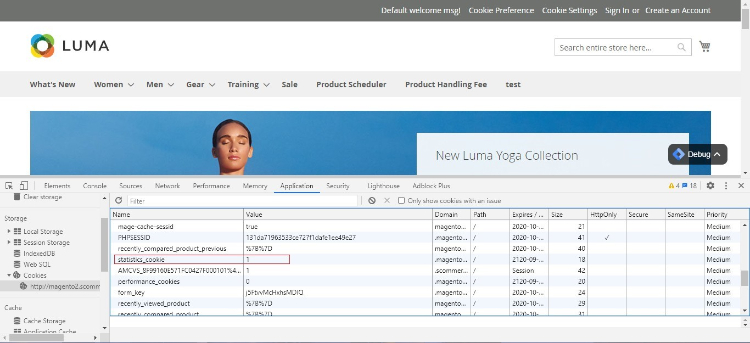 Default welcome msg! Cookie Preference Cookie Settings Sign In or Create an Account
LUMA
Search entire store here...
What's New Women Men Gear Training Sale Product Scheduler Product Handling Fee test
New Luma Yoga Collection
Debug
Elements Console Sources Network Performance Memory Application Security Lighthouse Adblock Plus 4 18
Clear storage
Filter
Only show cookies with an issue
Storage
Local Storage
Session Storage
IndexedDB
Web SQL
Cookies
http://magento2.scomm
Cache
Cache Storage
Application Cache
Name Value Domain Path Expires / ... Size HttpOnly Secure SameSite Priority
mage-cache-sessid true .magento... / 2020-10-... 21 Medium
PHPSESSID 131da71963533ce727f1dafe1ee49e27 .magento... / 2020-10-... 41 ✓ Medium
recently_compared_product_previous %7B%7D .magento... / 2020-10-... 40 Medium
statistics_cookie 1 .magento... / 2120-09-... 18 Medium
1 .scommer... / Session 42 Medium
performance_cookies 0 .magento... / 2120-09-... 20 Medium
form_key .magento... / 2020-10-... 24 Medium
recently_viewed_product %7B%7D .magento... / 2020-10-... 29 Medium
recently_compared_product %7B%7D .magento... / 2020-10-... 31 Medium